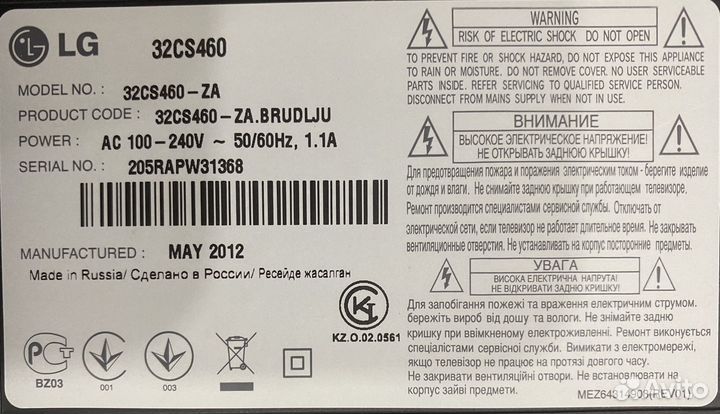 LG 32CS460
MODEL NO. : 32CS460-ZA
PRODUCT CODE : 32CS460-ZA.BRUDLJU
POWER : AC 100-240V ~ 50/60Hz, 1.1A
SERIAL NO. : 205RAPW31368
MANUFACTURED : MAY 2012
Made in Russia/ Сделано в России/ Ресейде жасалган
KZ.O.02.0561
BZ03
001
003
WARNING
RISK OF ELECTRIC SHOCK DO NOT OPEN
TO PREVENT FIRE OR SHOCK HAZARD, DO NOT EXPOSE THIS APPLIANCE
TO RAIN OR MOISTURE. DO NOT REMOVE COVER. NO USER SERVICEABLE
PARTS INSIDE. REFER SERVICING TO QUALIFIED SERVICE PERSON.
DISCONNECT FROM MAINS SUPPLY WHEN NOT IN USE.
ВНИМАНИЕ
ВЫСОКОЕ ЭЛЕКТРИЧЕСКОЕ НАПРЯЖЕНИЕ!
НЕ ОТКРЫВАТЬ ЗАДНЮЮ КРЫШКУ!
Для предотвращения пожара и поражения электрическим током - берегите изделие
от дождя и влаги. Не снимайте заднюю крышку при работающем телевизоре.
Ремонт производится специалистами сервисной службы. Отключать от
электрической сети, если телевизор не работает длительное время. Не закрывать
вентиляционные отверстия. Не устанавливать на корпус посторонние предметы.
УВАГА
ВИСОКА ЕЛЕКТРИЧНА НАПРУГА!
НЕ ВІДКРИВАТИ ЗАДНЮ КРИШКУ!
Для запобігання пожежі та враження електричним струмом.
бережіть виріб від дощу та вологи. Не знімайте задню
кришку при ввімкненому електроживленні. Ремонт виконується
спеціалістами сервісної служби. Вимикати з електромережі,
якщо телевізор не працює на протязі довгого часу.
Не закривати вентиляційні отвори. Не встановлювати на
корпус сторонні предмети.
MEZ64314906(REV01)
Avito